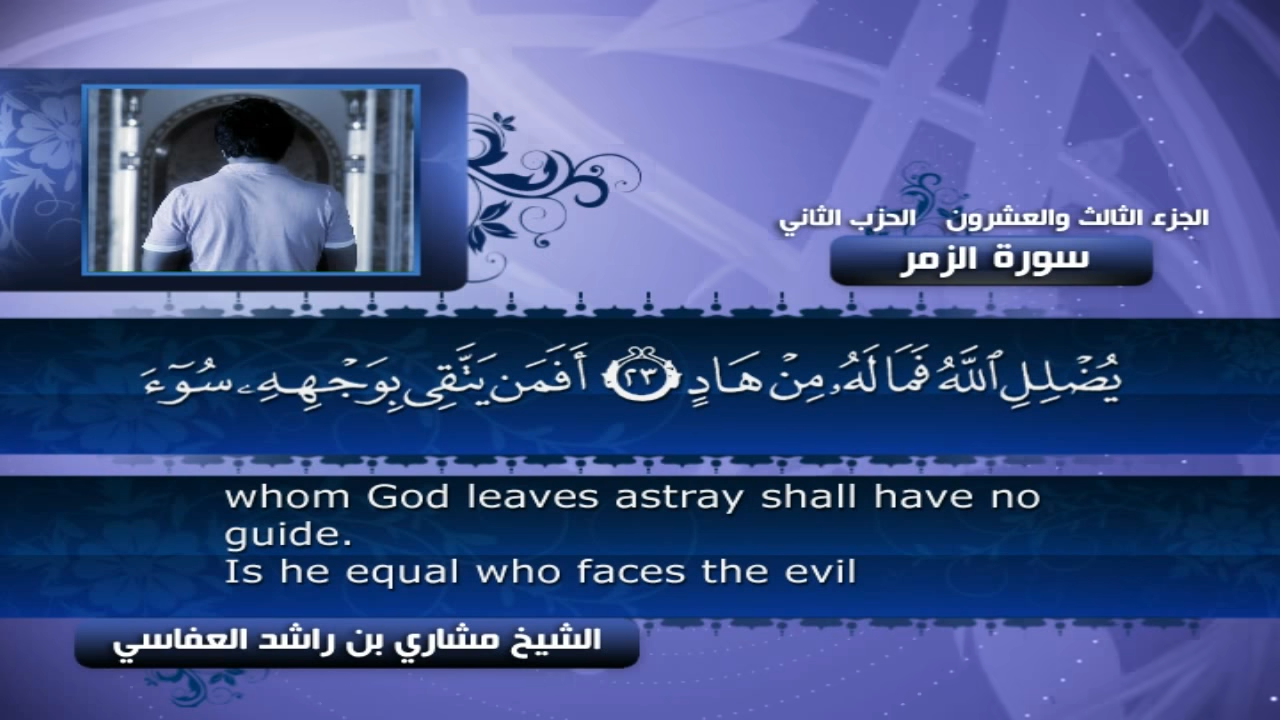 الجزء الثالث والعشرون   الحزب الثاني
سورة الزمر
يُضْلِلِ ٱللَّهُ فَمَا لَهُۥ مِنْ هَادٍ ٢٣ أَفَمَن يَتَّقِى بِوَجْهِهِۦ سُوٓءَ
whom God leaves astray shall have no
guide.
Is he equal who faces the evil
الشيخ مشاري بن راشد العفاسي